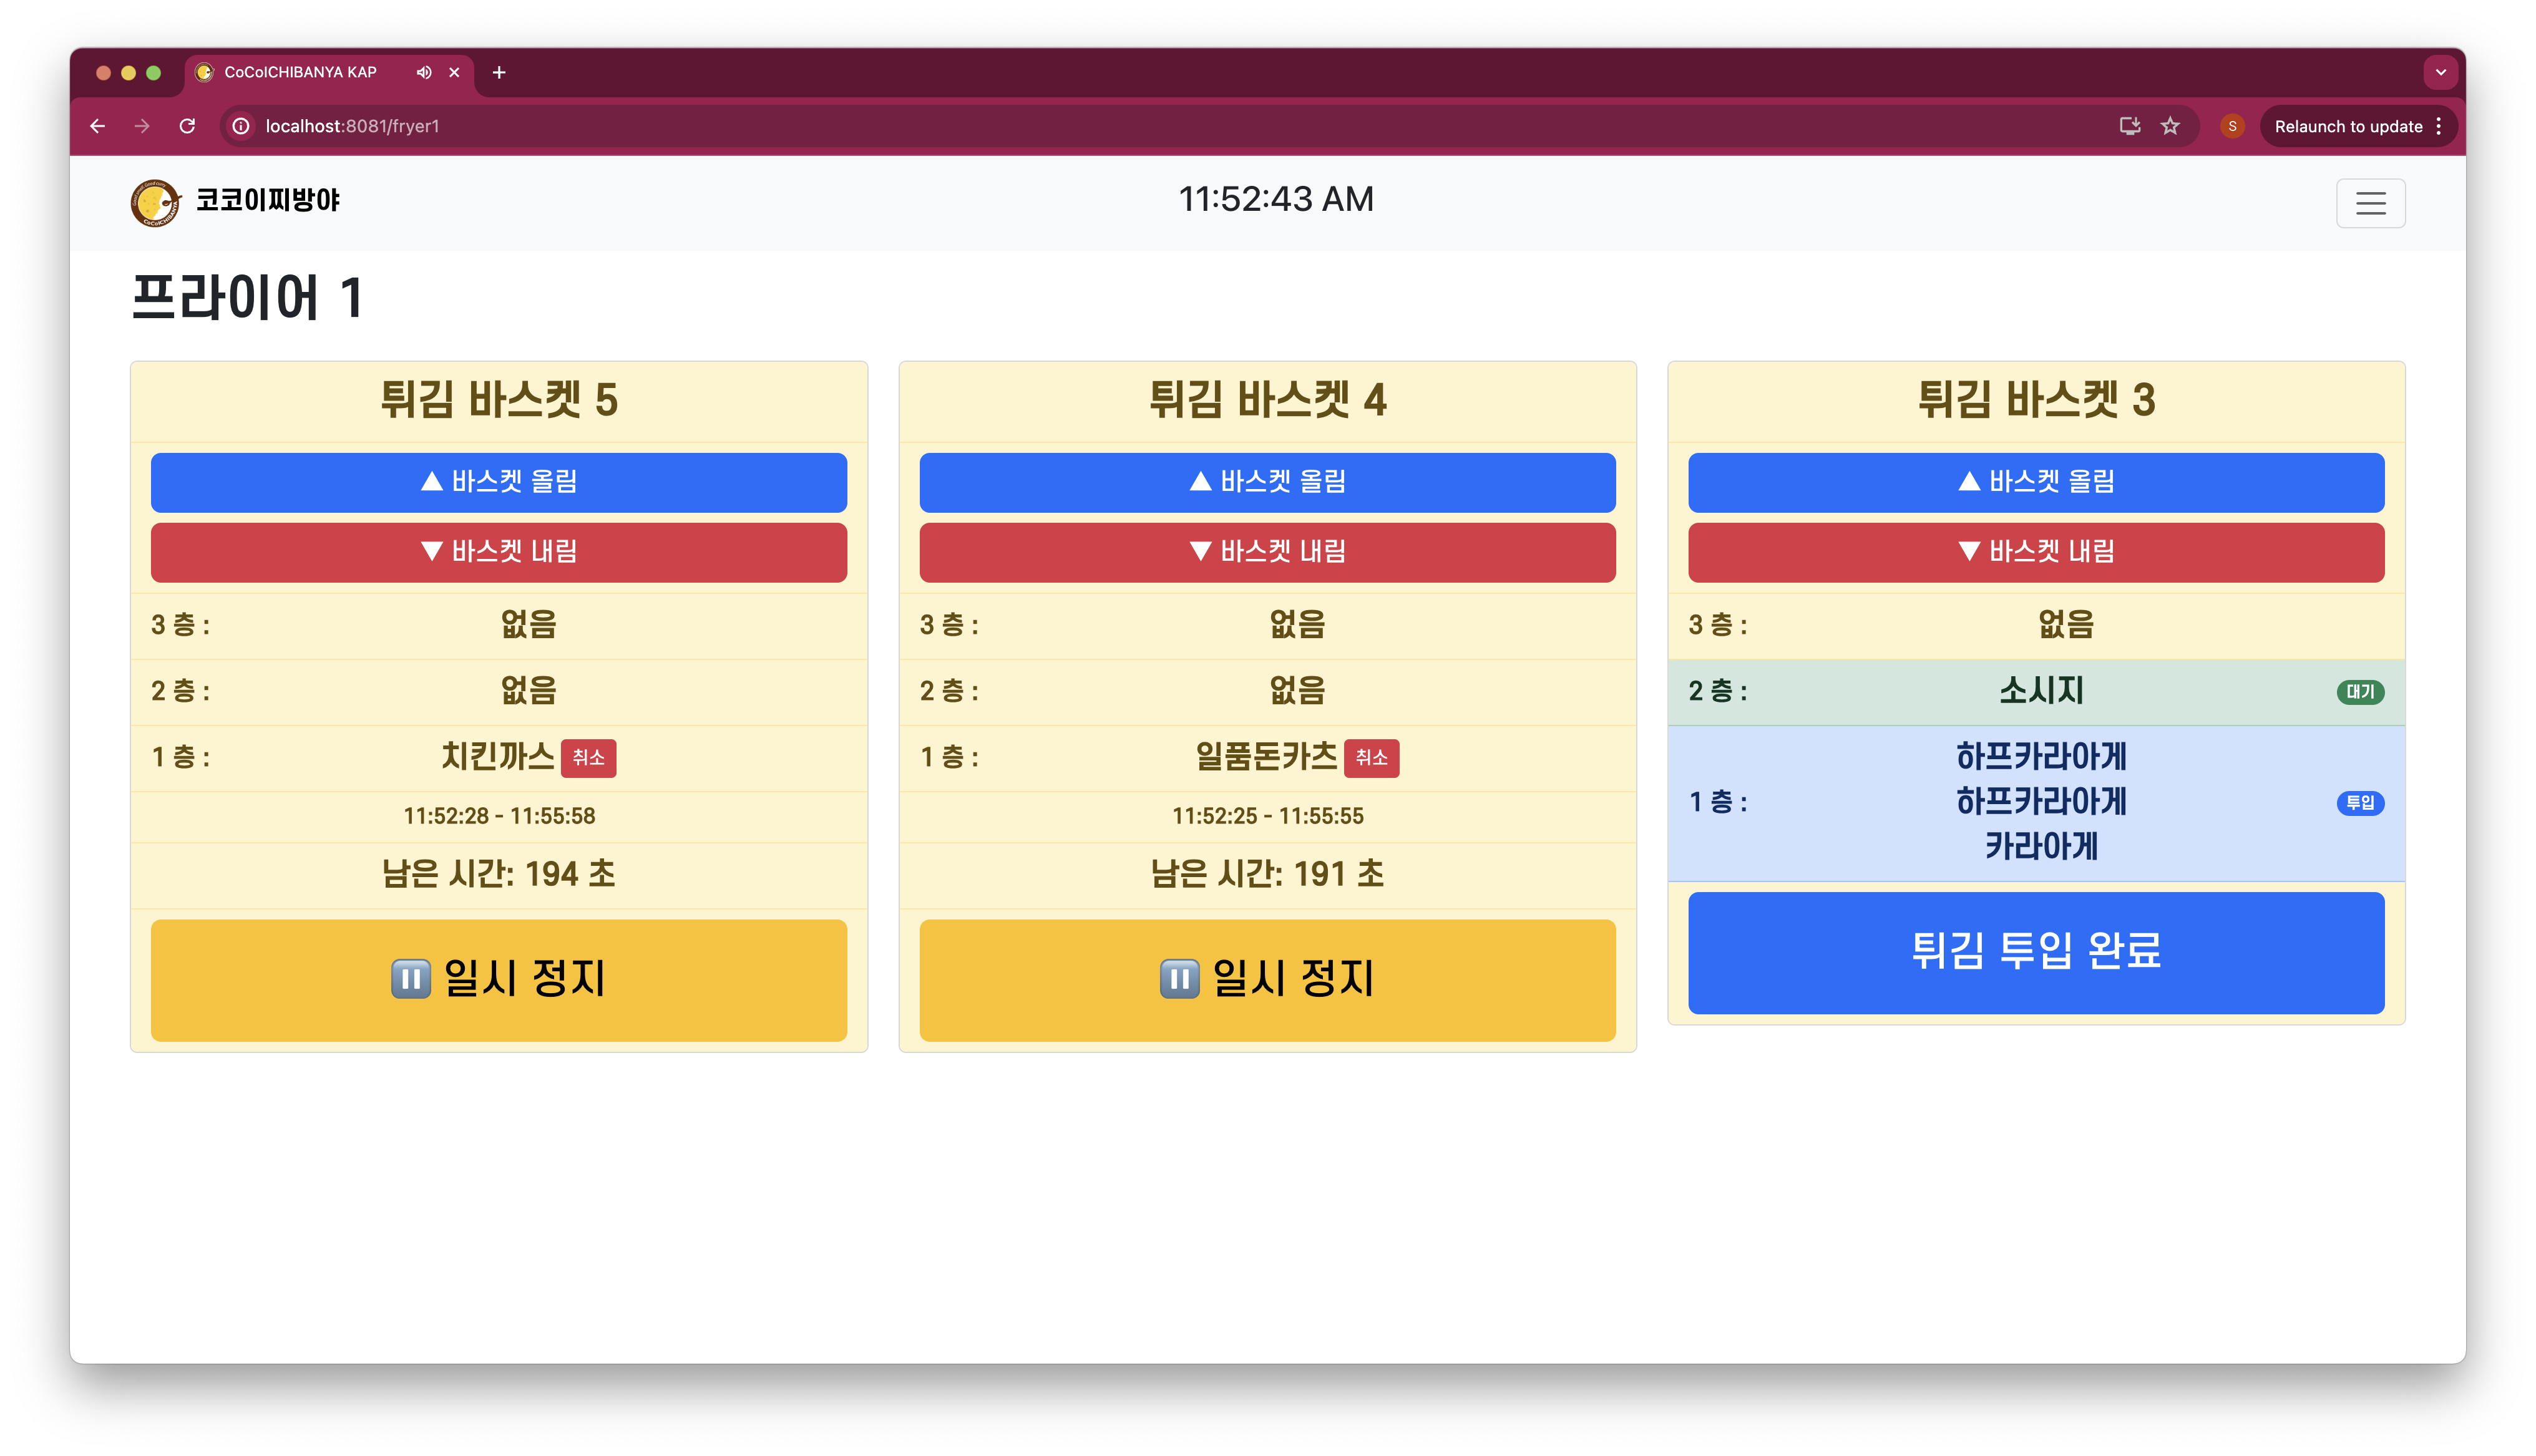 CoCoICHIBANYA KAP
localhost:8081/fryer1
S
Relaunch to update
코코이찌방야
11:52:43 AM
프라이어 1
튀김 바스켓 5
▲ 바스켓 올림
▼ 바스켓 내림
3 층 : 없음
2 층 : 없음
1 층 : 치킨까스 취소
11:52:28 - 11:55:58
남은 시간: 194 초
일시 정지
튀김 바스켓 4
▲ 바스켓 올림
▼ 바스켓 내림
3 층 : 없음
2 층 : 없음
1 층 : 일품돈카츠 취소
11:52:25 - 11:55:55
남은 시간: 191 초
일시 정지
튀김 바스켓 3
▲ 바스켓 올림
▼ 바스켓 내림
3 층 : 없음
2 층 : 소시지 대기
하프카라아게
1 층 : 하프카라아게 투입
카라아게
튀김 투입 완료